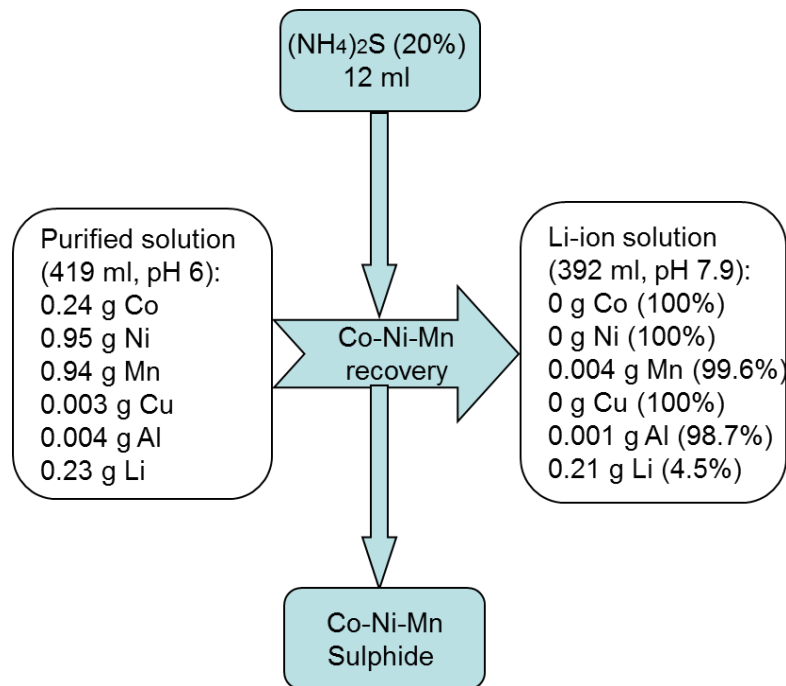 (NH4)2S (20%)
12 ml
Purified solution
(419 ml, pH 6):
0.24 g Co
0.95 g Ni
0.94 g Mn
0.003 g Cu
0.004 g Al
0.23 g Li
Co-Ni-Mn
recovery
Li-ion solution
(392 ml, pH 7.9):
0 g Co (100%)
0 g Ni (100%)
0.004 g Mn (99.6%)
0 g Cu (100%)
0.001 g Al (98.7%)
0.21 g Li (4.5%)
Co-Ni-Mn
Sulphide